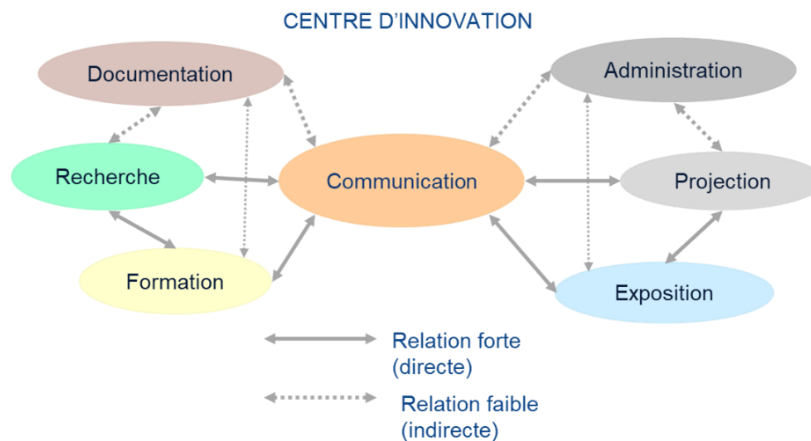 CENTRE D'INNOVATION
Documentation
Administration
Recherche
Communication
Projection
Formation
Exposition
Relation forte
(directe)
Relation faible
(indirecte)